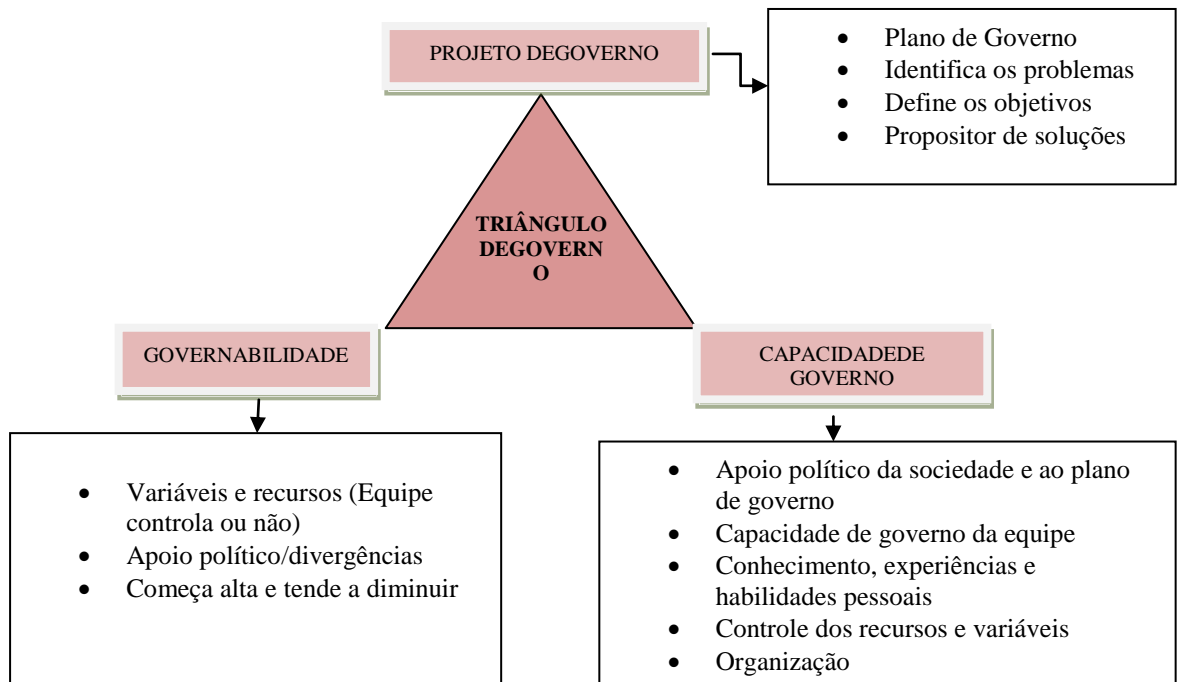 PROJETO DEGOVERNO
• Plano de Governo
• Identifica os problemas
• Define os objetivos
• Propositor de soluções
TRIÂNGULO
DEGOVERN
O
GOVERNABILIDADE
CAPACIDADEDE
GOVERNO
• Variáveis e recursos (Equipe
controla ou não)
• Apoio político/divergências
• Começa alta e tende a diminuir
• Apoio político da sociedade e ao plano
de governo
• Capacidade de governo da equipe
• Conhecimento, experiências e
habilidades pessoais
• Controle dos recursos e variáveis
• Organização